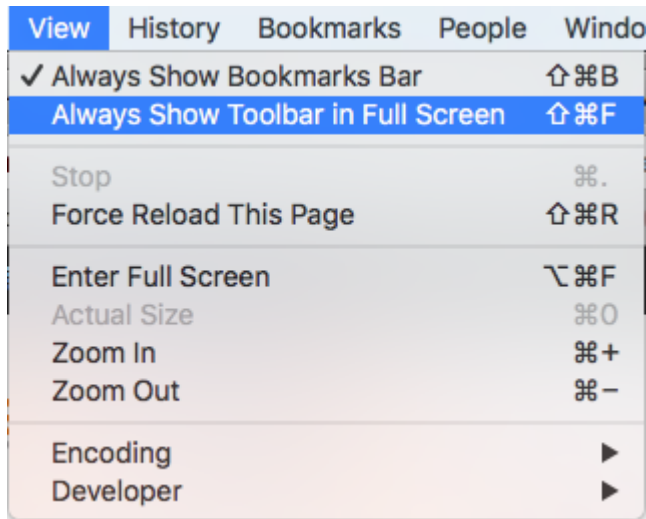 View History Bookmarks People Windo
✓ Always Show Bookmarks Bar ⇧⌘B
Always Show Toolbar in Full Screen ⇧⌘F
Stop ⌘.
Force Reload This Page ⇧⌘R
Enter Full Screen ⌥⌘F
Actual Size ⌘0
Zoom In ⌘+
Zoom Out ⌘−
Encoding ▶
Developer ▶